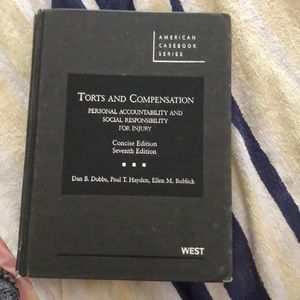 AMERICAN
CASEBOOK
SERIES
TORTS AND COMPENSATION
PERSONAL ACCOUNTABILITY AND
SOCIAL RESPONSIBILITY
FOR INJURY
Concise Edition
Seventh Edition
Dan B. Dobbs, Paul T. Hayden, Ellen M. Bublick
WEST